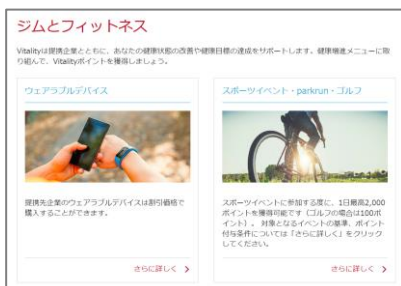 ジムとフィットネス
Vitalityは提携企業とともに、あなたの健康状態の改善や健康目標の達成をサポートします。健康増進メニューに取
り組んで、Vitalityポイントを獲得しましょう。
ウェアラブルデバイス
提携先企業のウェアラブルデバイスは割引価格で
購入することができます。
さらに詳しく >
スポーツイベント・parkrun・ゴルフ
スポーツイベントに参加する度に、1日最高2,000
ポイントを獲得可能です（ゴルフの場合は100ポ
イント）。 対象となるイベントの基準、ポイント
付与条件については「さらに詳しく」をクリック
してください。
さらに詳しく >